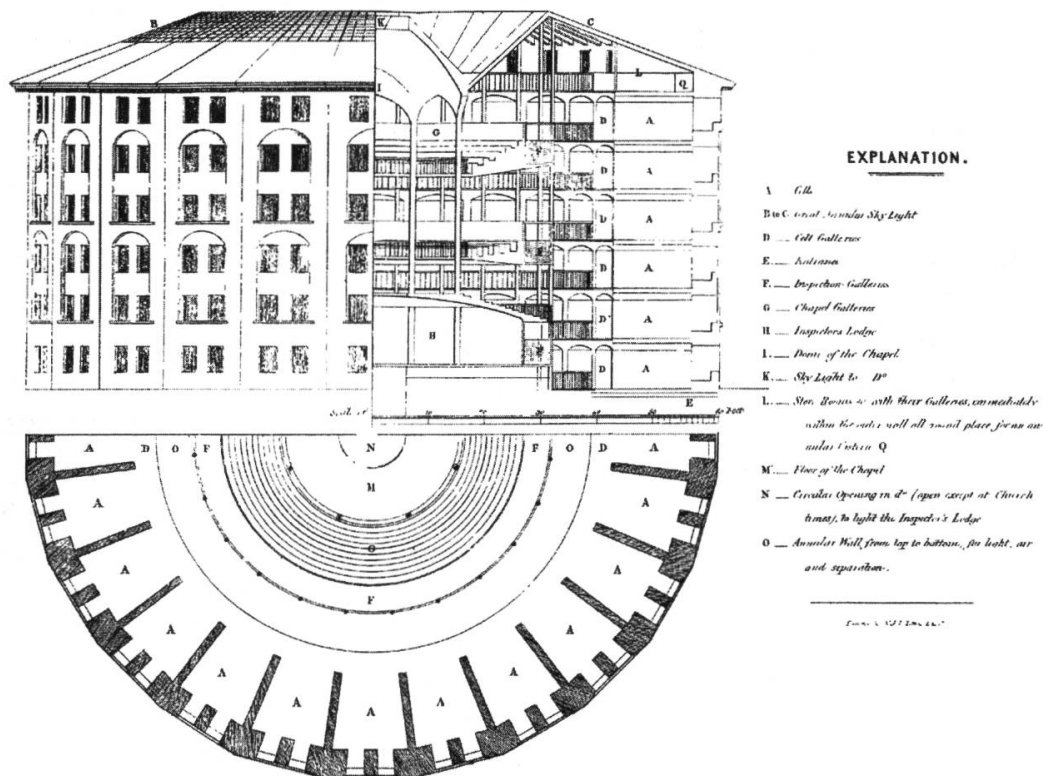 B
K
C
I
L
Q
G
D
A
D
A
D
A
D
A
H
D
A
D
A
E
Feet
A D O F N F O D A
M
A
A
G
A
A
F
A
A
A
A
A
A
A
EXPLANATION.
A Cells
B to C Great Annular Sky Light
D Cell Galleries
E Entrance
F. Inspection Galleries
G Chapel Galleries
H Inspectors Lodge
I. Dome of the Chapel
K. Sky Light to Dº
L. Store Rooms &c with their Galleries, immediately
within the outer wall all round place for an an-
nular Cistern Q
M Floor of the Chapel
N Circular Opening in dº (open except at Church
times), to light the Inspector's Lodge
O Annular Wall, from top to bottom, for light, air
and separation.